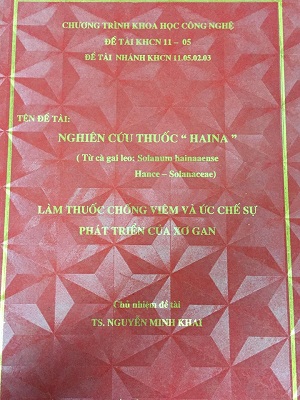 CHƯƠNG TRÌNH KHOA HỌC CÔNG NGHỆ
ĐỀ TÀI KHCN 11 – 05
ĐỀ TÀI NHÁNH KHCN 11.05.02.03
TÊN ĐỀ TÀI:
NGHIÊN CỨU THUỐC “ HAINA ”
( Từ cà gai leo: Solanum hainanense
Hance – Solanaceae)
LÀM THUỐC CHỐNG VIÊM VÀ ỨC CHẾ SỰ
PHÁT TRIỂN CỦA XƠ GAN
Chủ nhiệm đề tài
TS. NGUYỄN MINH KHAI